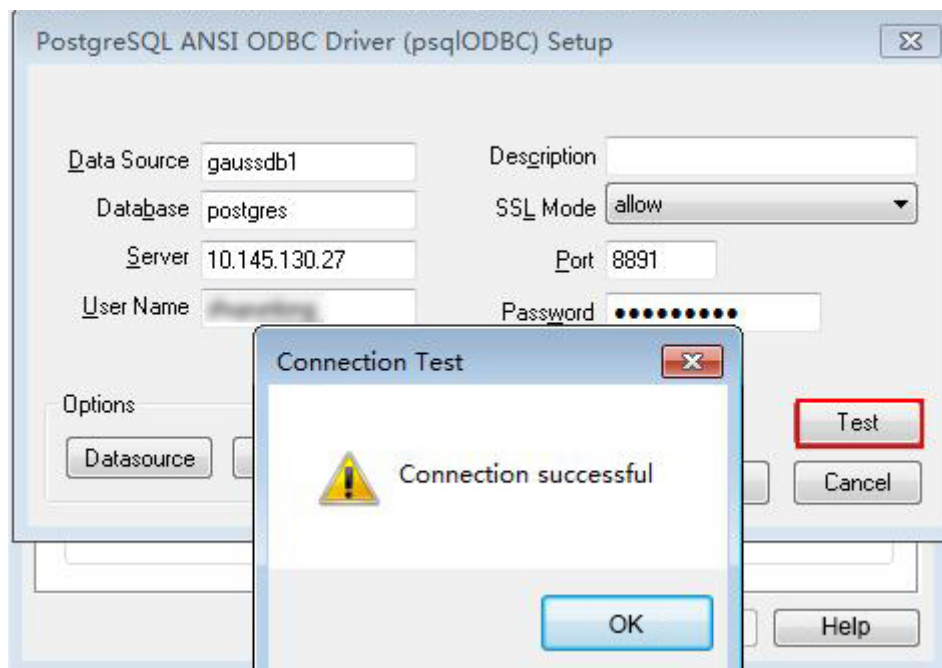 PostgreSQL ANSI ODBC Driver (psqlODBC) Setup
Data Source gaussdb1
Description
Database postgres
SSL Mode allow
Server 10.145.130.27
Port 8891
User Name
Password ●●●●●●●●●
Connection Test
Options
Test
Datasource
Connection successful
Cancel
OK
Help